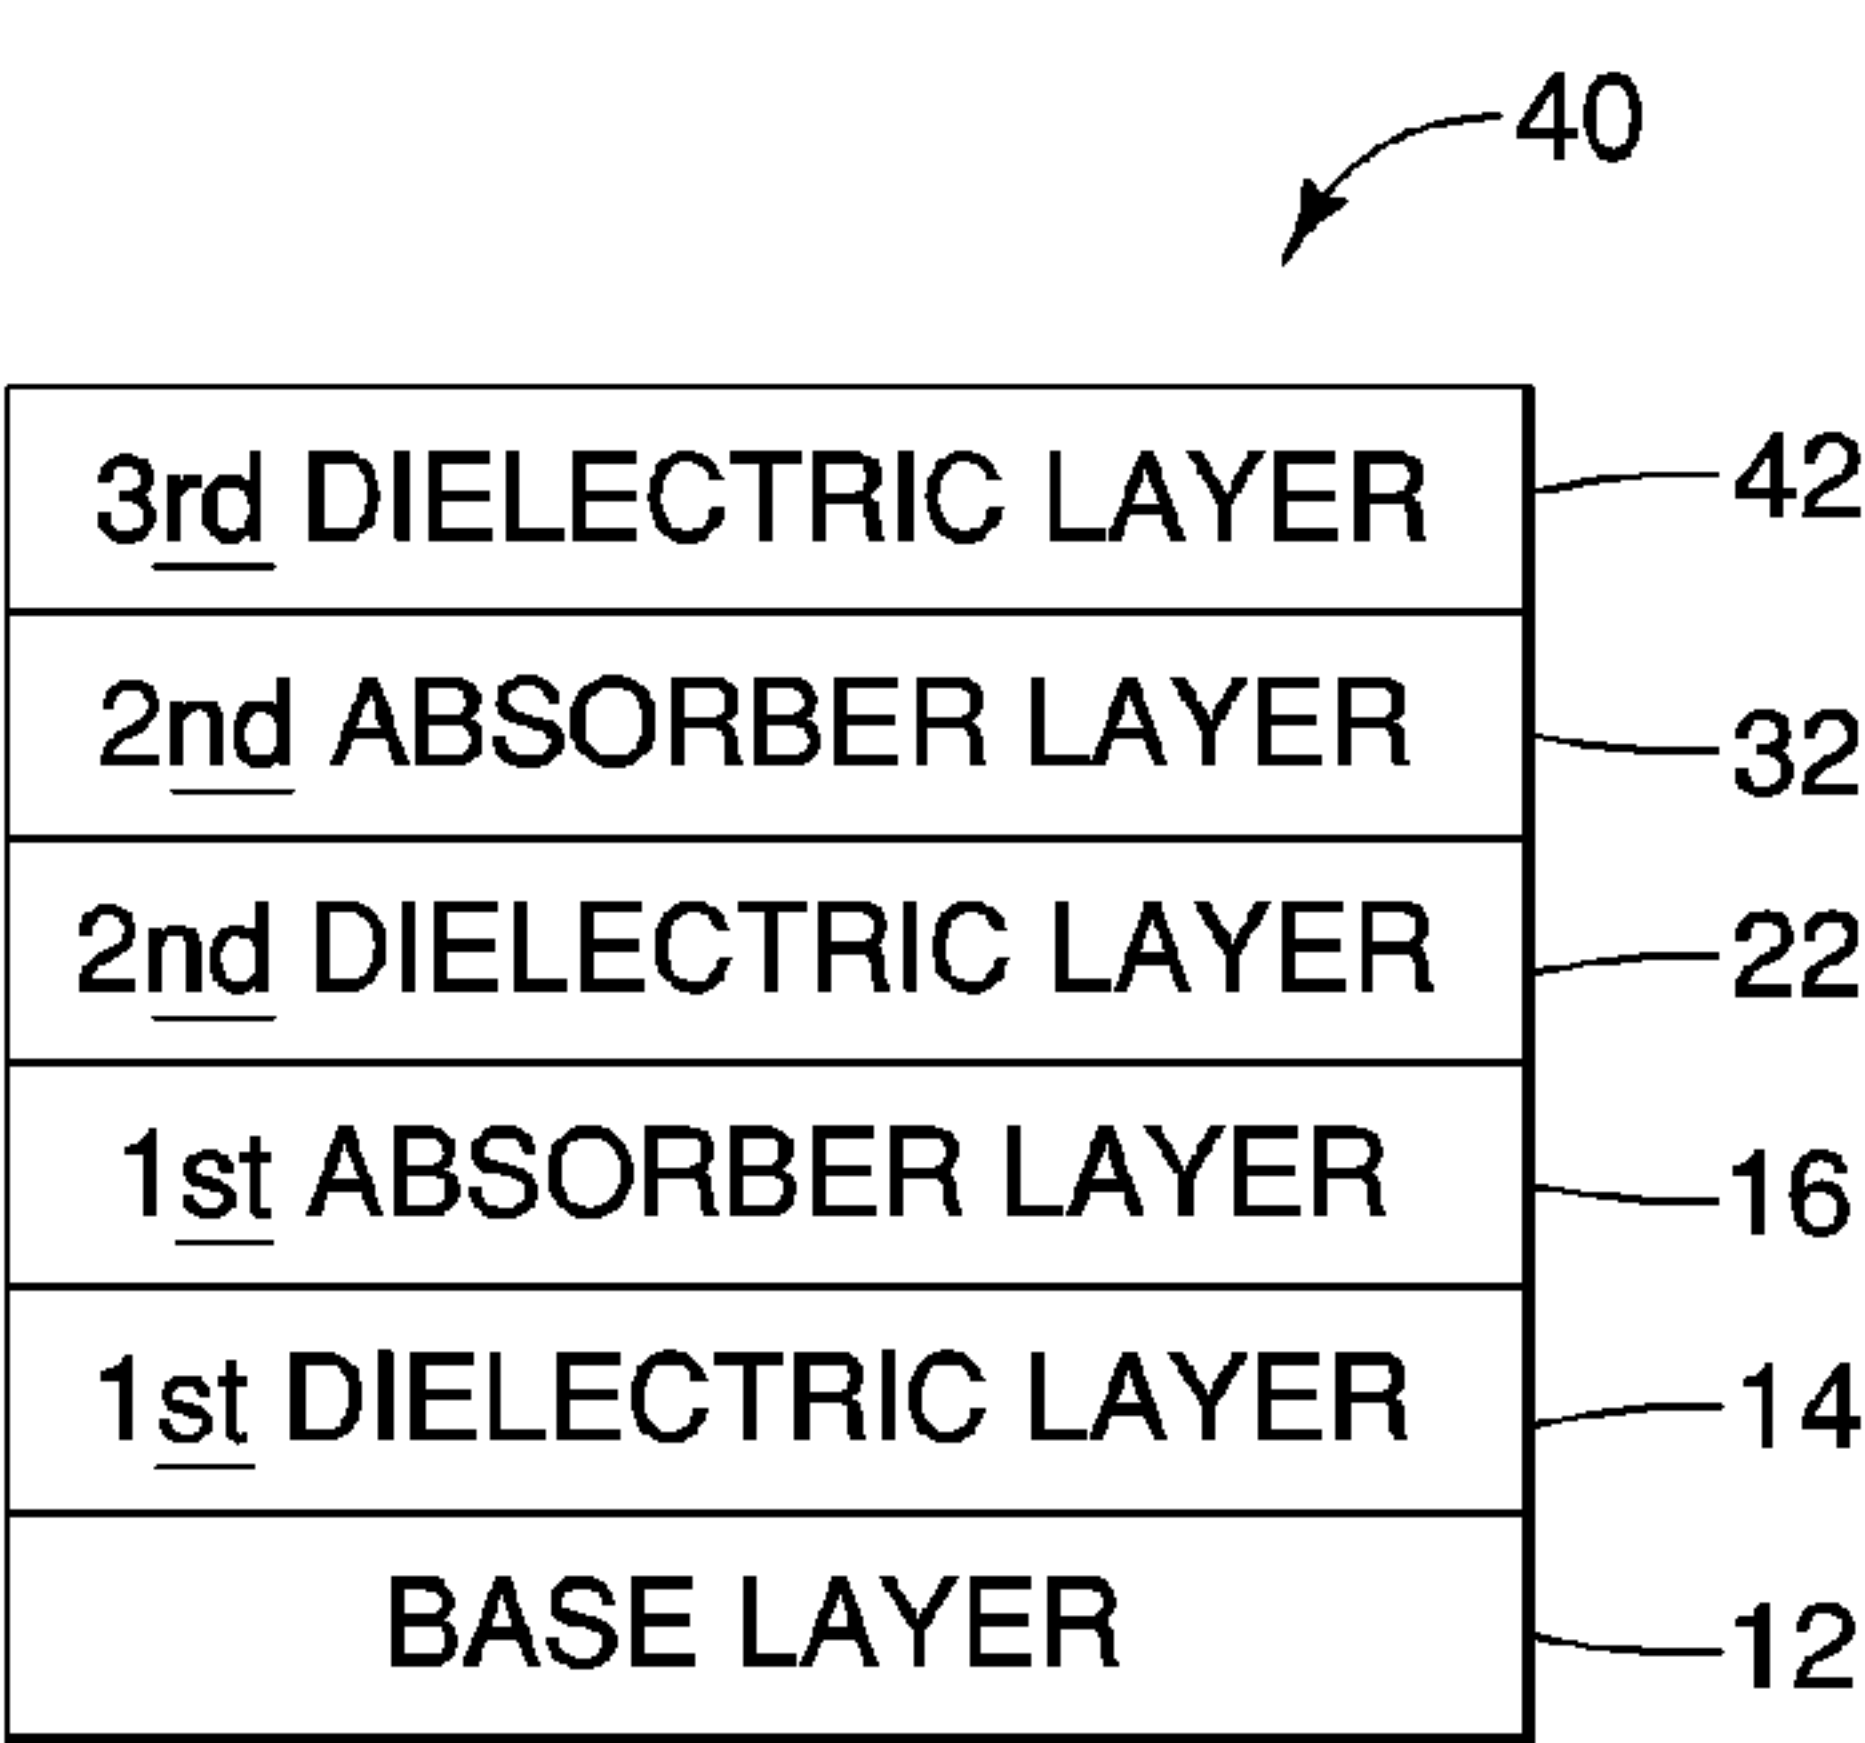 40
3rd DIELECTRIC LAYER 42
2nd ABSORBER LAYER 32
2nd DIELECTRIC LAYER 22
1st ABSORBER LAYER 16
1st DIELECTRIC LAYER 14
BASE LAYER 12